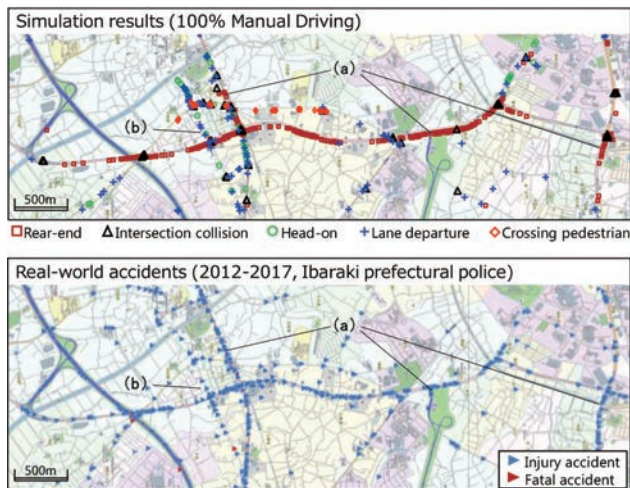 Simulation results (100% Manual Driving)
(a)
(b)
500m
Rear-end Intersection collision Head-on Lane departure Crossing pedestrian
Real-world accidents (2012-2017, Ibaraki prefectural police)
(a)
(b)
500m
Injury accident
Fatal accident